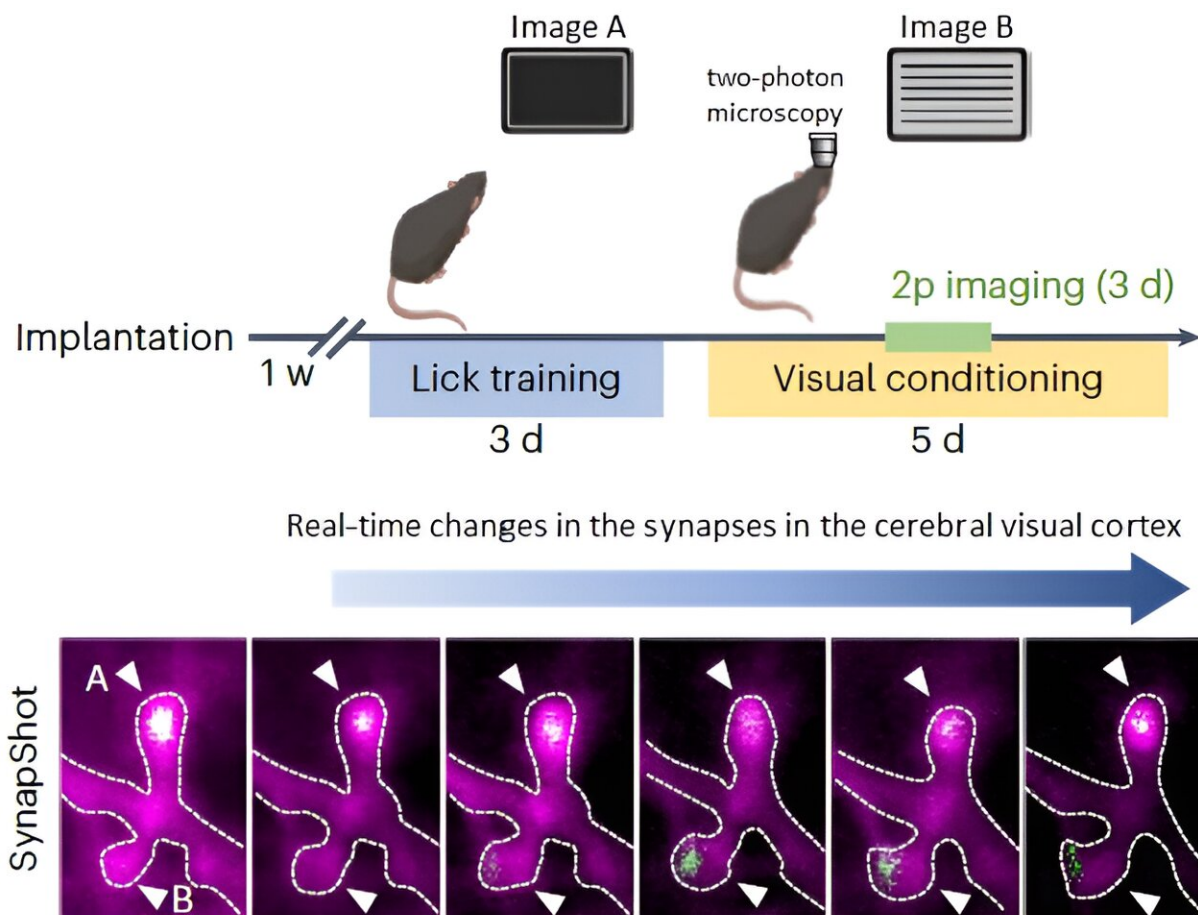 Image A
Image B
two-photon
microscopy
2p imaging (3 d)
Implantation
1 w
Lick training
Visual conditioning
3 d
5 d
Real-time changes in the synapses in the cerebral visual cortex
SynapShot
A
B